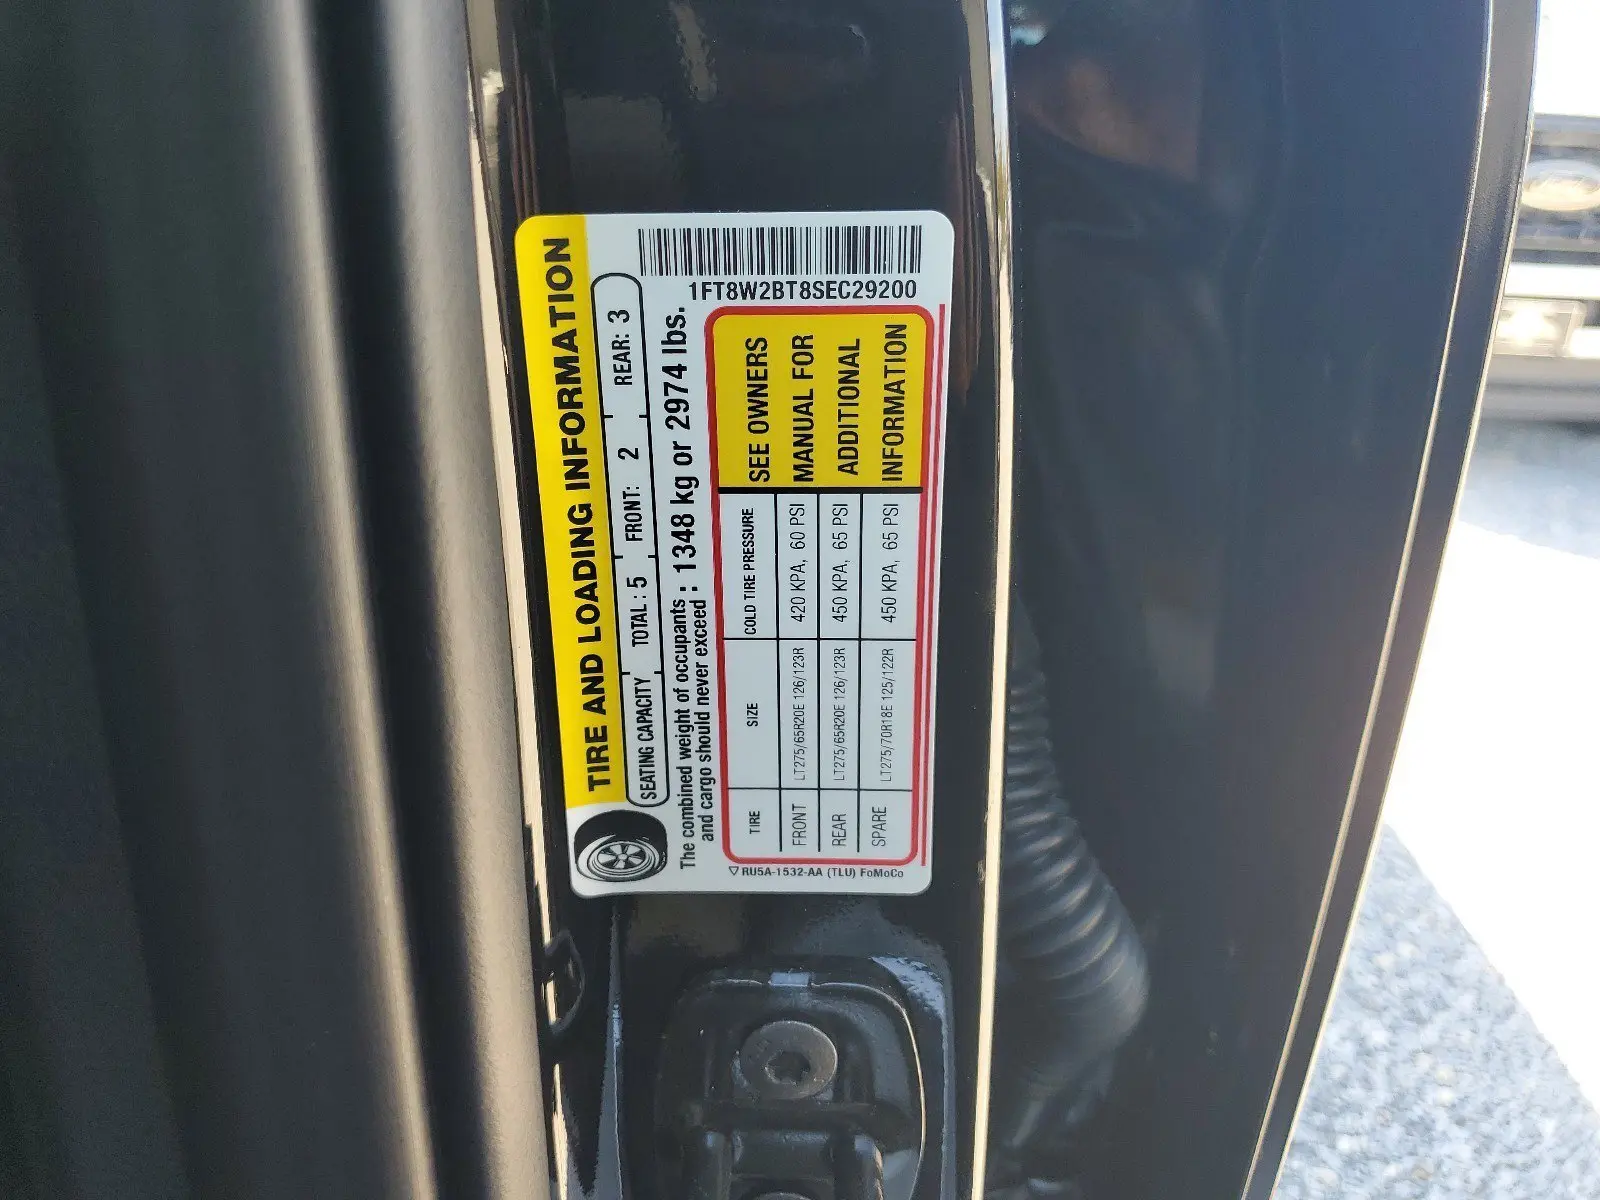 TIRE AND LOADING INFORMATION
SEATING CAPACITY TOTAL : 5 FRONT: 2 REAR: 3
The combined weight of occupants
and cargo should never exceed : 1348 kg or 2974 lbs.
1FT8W2BT8SEC29200
TIRE SIZE COLD TIRE PRESSURE
FRONT LT275/65R20E 126/123R 420 KPA, 60 PSI
REAR LT275/65R20E 126/123R 450 KPA, 65 PSI
SPARE LT275/70R18E 125/122R 450 KPA, 65 PSI
SEE OWNERS
MANUAL FOR
ADDITIONAL
INFORMATION
RU5A-1532-AA (TLU) FoMoCo